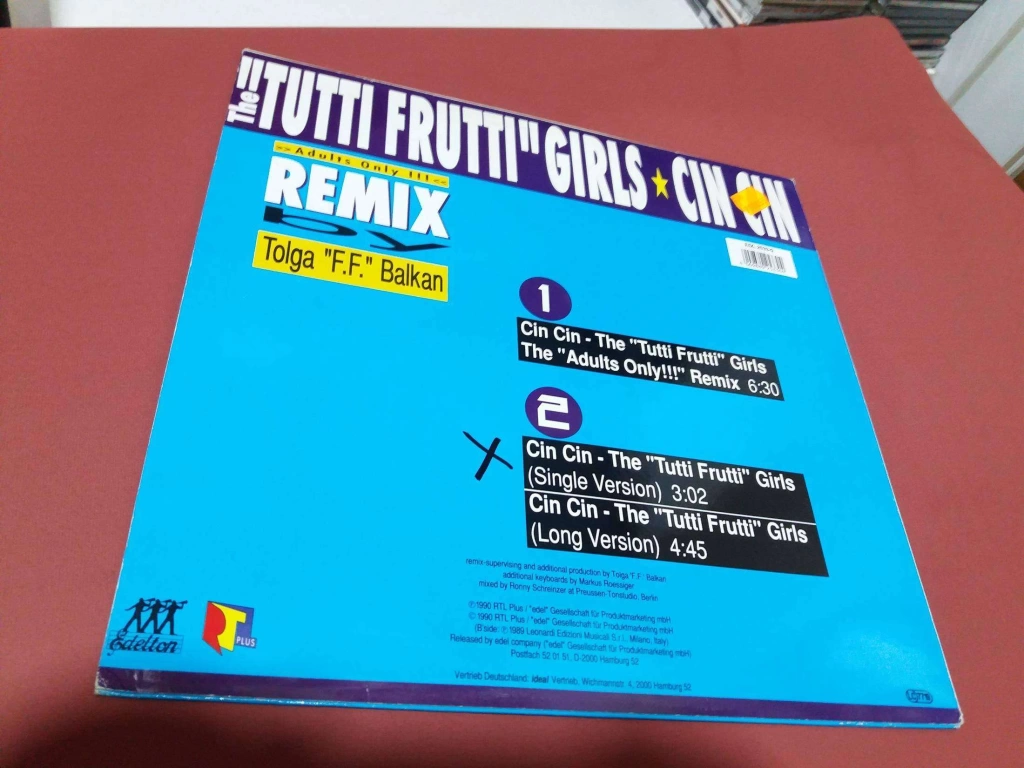 The "TUTTI FRUTTI" GIRLS ★ CIN CIN
>> Adults Only !!! <<
REMIX
by
Tolga "F.F." Balkan
1
Cin Cin - The "Tutti Frutti" Girls
The "Adults Only!!!" Remix 6:30
2
Cin Cin - The "Tutti Frutti" Girls
(Single Version) 3:02
Cin Cin - The "Tutti Frutti" Girls
(Long Version) 4:45
remix-supervising and additional production by Tolga "F.F." Balkan
additional keyboards by Markus Roessiger
mixed by Ronny Schreinzer at Preussen Tonstudio, Berlin
℗ 1990 RTL Plus / "edel" Gesellschaft für Produktmarketing mbH
© 1990 RTL Plus / "edel" Gesellschaft für Produktmarketing mbH
(B side: ℗ 1989 Leonardi Edizioni Musicali S.r.l., Milano, Italy)
Released by edel company ("edel" Gesellschaft für Produktmarketing mbH)
Postfach 52 01 51, D-2000 Hamburg 52
Vertrieb Deutschland: ideal Vertrieb, Wichmannstr. 4, 2000 Hamburg 52
Edelton
RTL PLUS